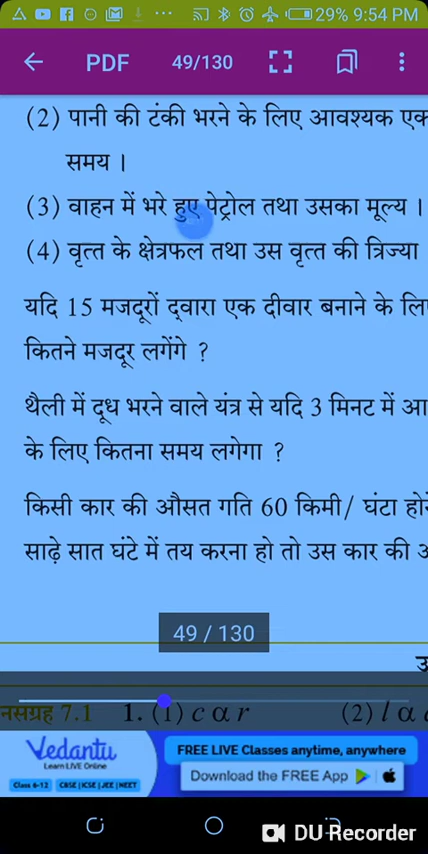 29% 9:54 PM
PDF 49/130
(2) पानी की टंकी भरने के लिए आवश्यक एक
समय ।
(3) वाहन में भरे हुए पेट्रोल तथा उसका मूल्य ।
(4) वृत्त के क्षेत्रफल तथा उस वृत्त की त्रिज्या
यदि 15 मजदूरों द्वारा एक दीवार बनाने के
कितने मजदूर लगेंगे ?
थैली में दूध भरने वाले यंत्र से यदि 3 मिनट में
के लिए कितना समय लगेगा ?
किसी कार की औसत गति 60 किमी/ घंटा
साढ़े सात घंटे में तय करना हो तो उस कार की
49 / 130
नसग्रह 7.1 1. (1) c α r (2) l α
Vedantu
Learn LIVE Online
Class 6-12 CBSE | ICSE | JEE | NEET
FREE LIVE Classes anytime, anywhere
Download the FREE App
DU Recorder